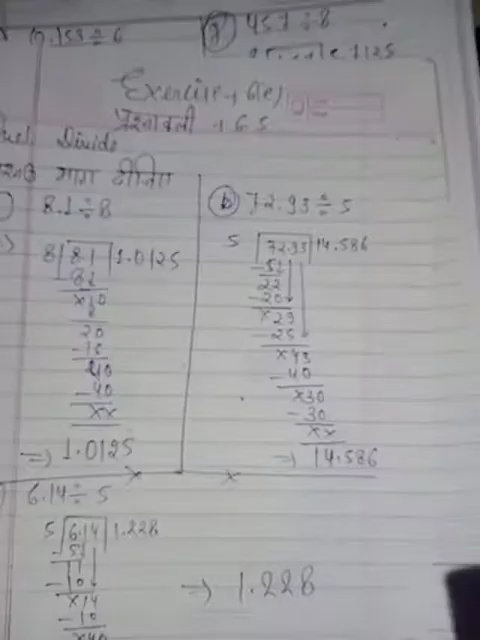 .153 ÷ 6
(g) 457 ÷ 8
Exercise, 6(e)
प्रश्नावली , 6.5
Divide
भाग दीजिए
8.1 ÷ 8
8 | 8.1 | 1.0125
- 8
x10
8
20
- 16
40
- 40
xx
=> 1.0125
(b) 72.93 ÷ 5
5 | 72.93 | 14.586
- 5
22
- 20
x29
- 25
x43
- 40
x30
- 30
xx
=> 14.586
6.14 ÷ 5
5 | 6.14 | 1.228
- 5
11
- 10
x14
- 10
x40
=> 1.228